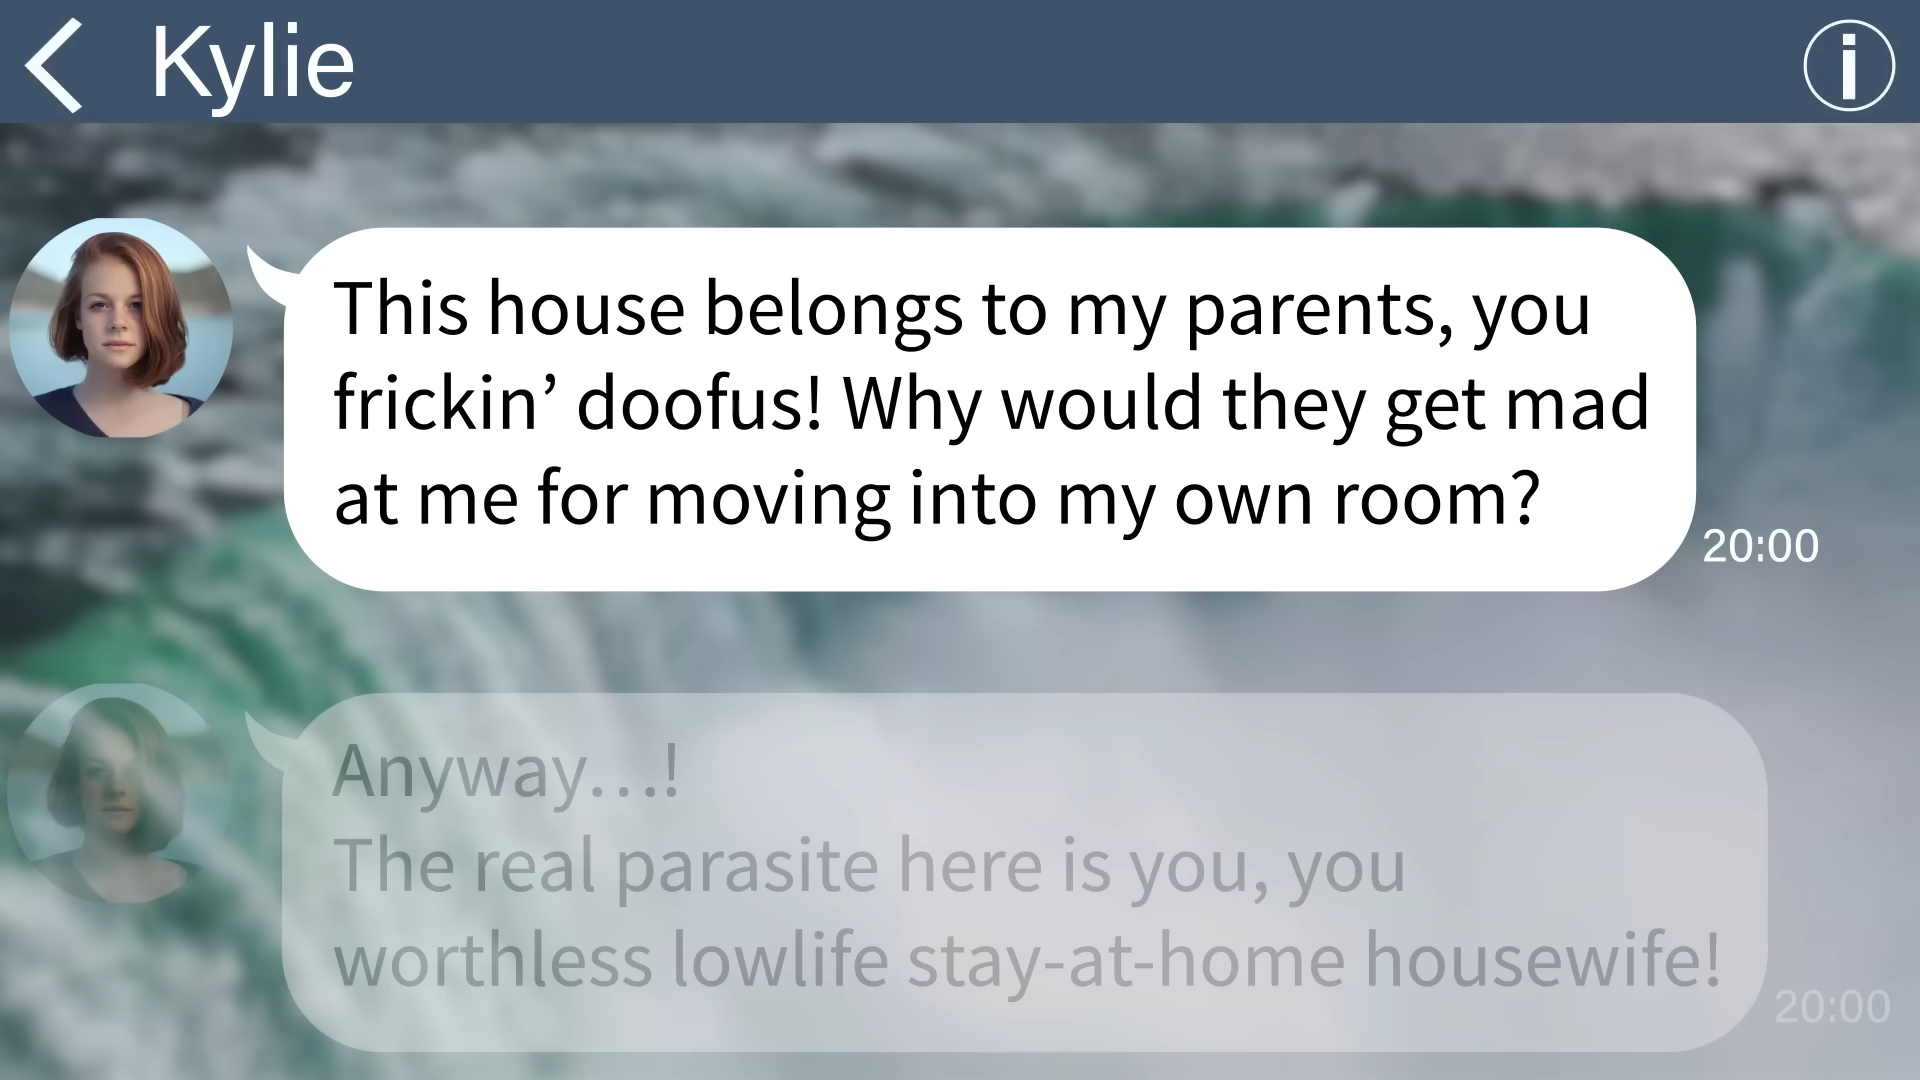 Kylie
This house belongs to my parents, you
frickin’ doofus! Why would they get mad
at me for moving into my own room?
20:00
Anyway…!
The real parasite here is you, you
worthless lowlife stay-at-home housewife!
20:00